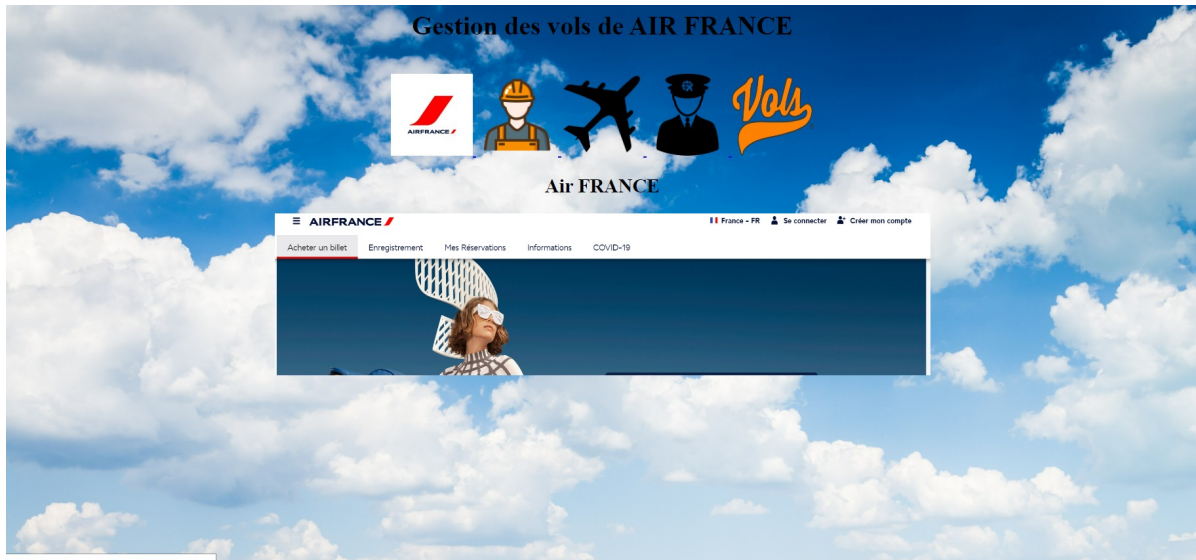 Gestion des vols de AIR FRANCE
AIRFRANCE
Vols
Air FRANCE
AIRFRANCE
France - FR Se connecter Créer mon compte
Acheter un billet Enregistrement Mes Réservations Informations COVID-19